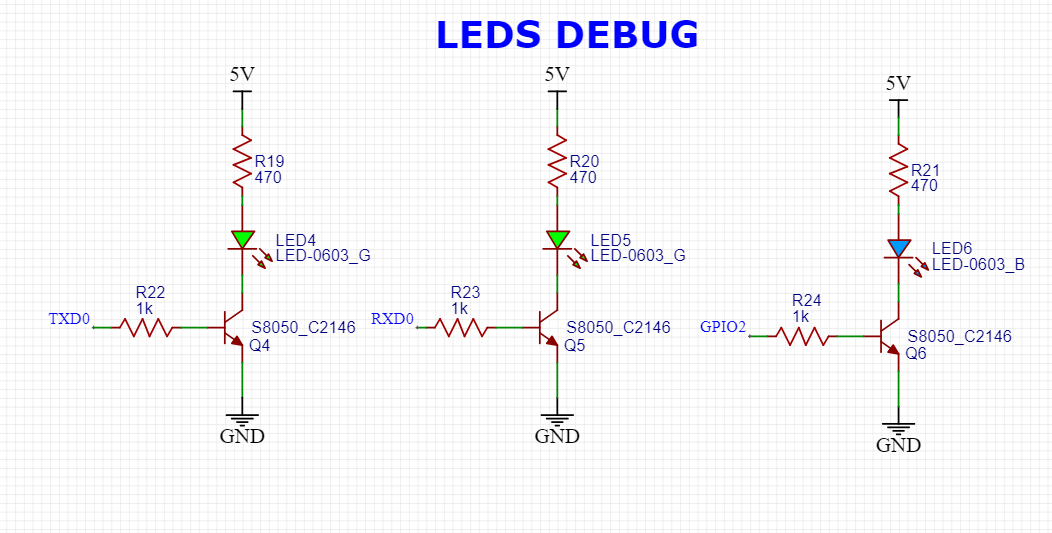 LEDS DEBUG
5V
R19
470
LED4
LED-0603_G
R22
1k
TXD0
S8050_C2146
Q4
GND
5V
R20
470
LED5
LED-0603_G
R23
1k
RXD0
S8050_C2146
Q5
GND
5V
R21
470
LED6
LED-0603_B
R24
1k
GPIO2
S8050_C2146
Q6
GND